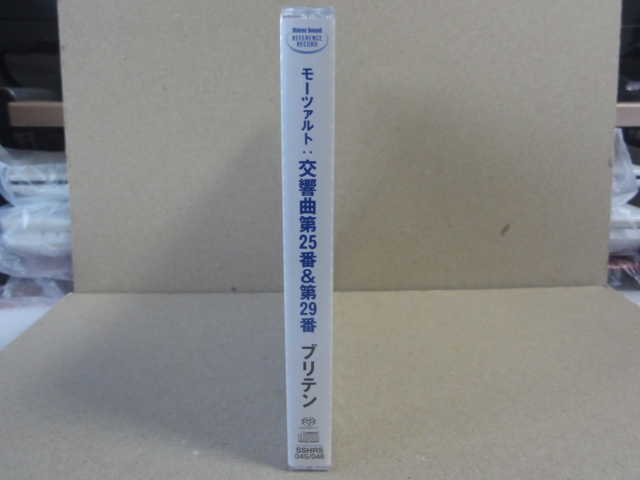 Stereo Sound
REFERENCE
RECORD
モーツァルト：交響曲第25番&第29番
ブリテン
SSHRS
045/046